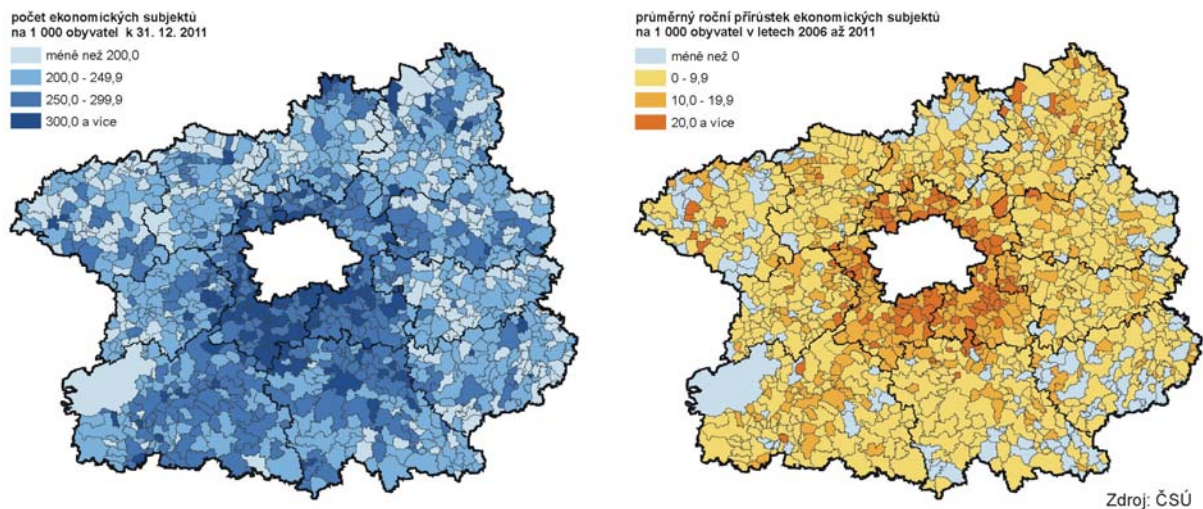 počet ekonomických subjektů
na 1 000 obyvatel  k 31. 12. 2011
méně než 200,0
200,0 - 249,9
250,0 - 299,9
300,0 a více
průměrný roční přírůstek ekonomických subjektů
na 1 000 obyvatel v letech 2006 až 2011
méně než 0
0 - 9,9
10,0 - 19,9
20,0 a více
Zdroj: ČSÚ